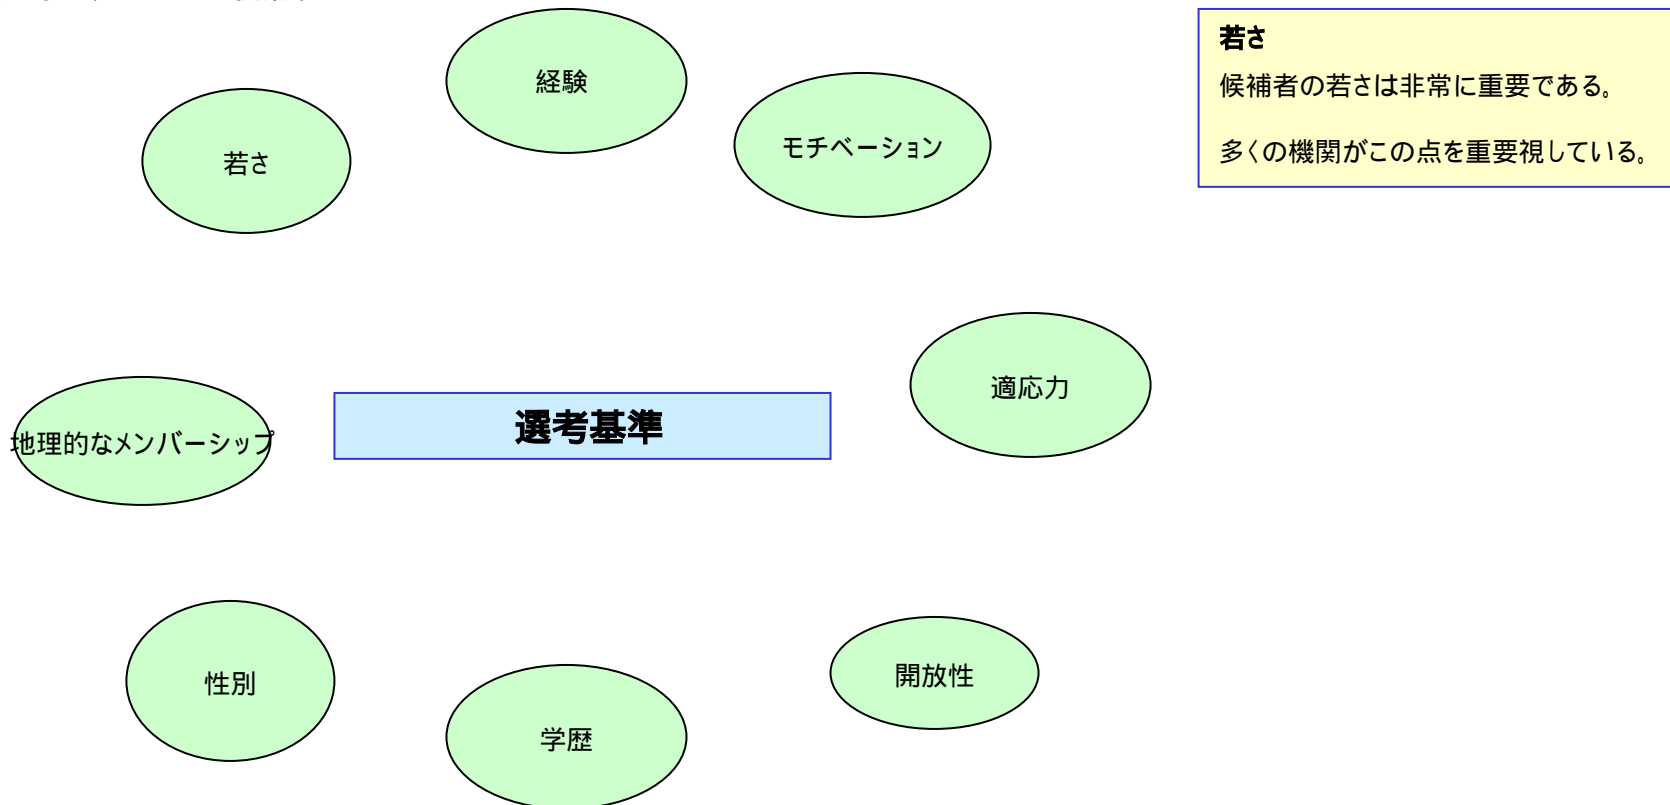 経験
若さ
候補者の若さは非常に重要である。
多くの機関がこの点を重要視している。
モチベーション
若さ
適応力
選考基準
地理的なメンバーシップ
開放性
性別
学歴